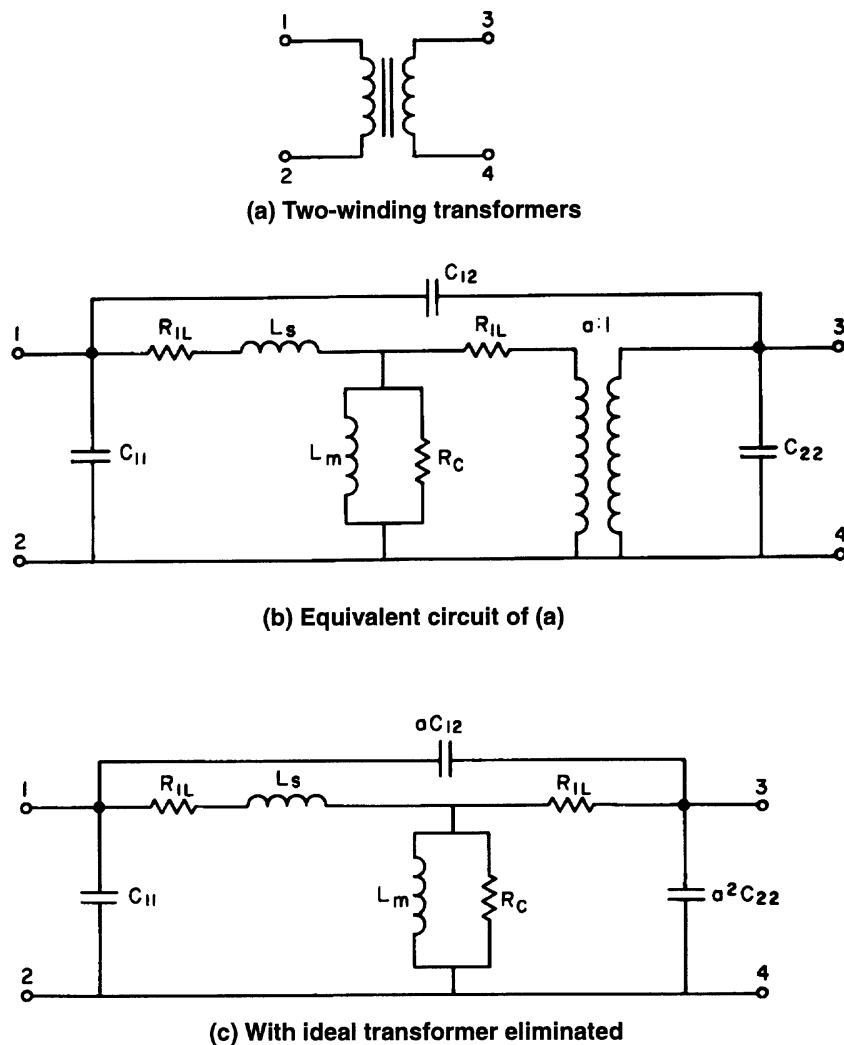 1
3
2
4
(a) Two-winding transformers
C12
1
R1L
Ls
R1L
a:1
3
C11
Lm
Rc
C22
2
4
(b) Equivalent circuit of (a)
aC12
1
R1L
Ls
R1L
3
C11
Lm
Rc
a²C22
2
4
(c) With ideal transformer eliminated